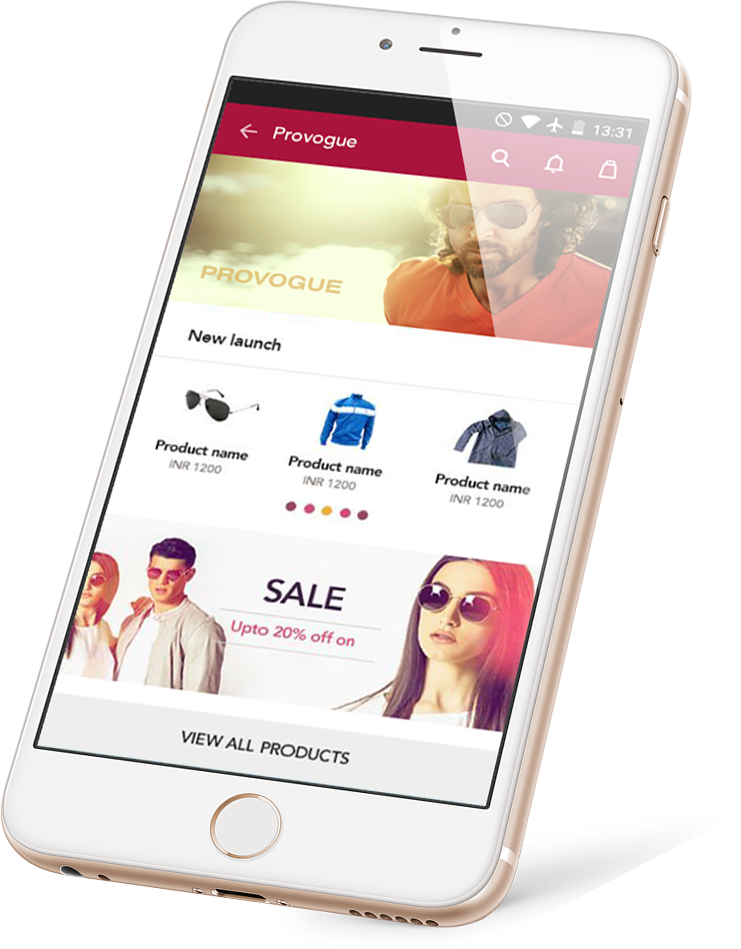 13:31
Provogue
PROVOGUE
New launch
Product name
INR 1200
Product name
INR 1200
Product name
INR 1200
SALE
Upto 20% off on
VIEW ALL PRODUCTS